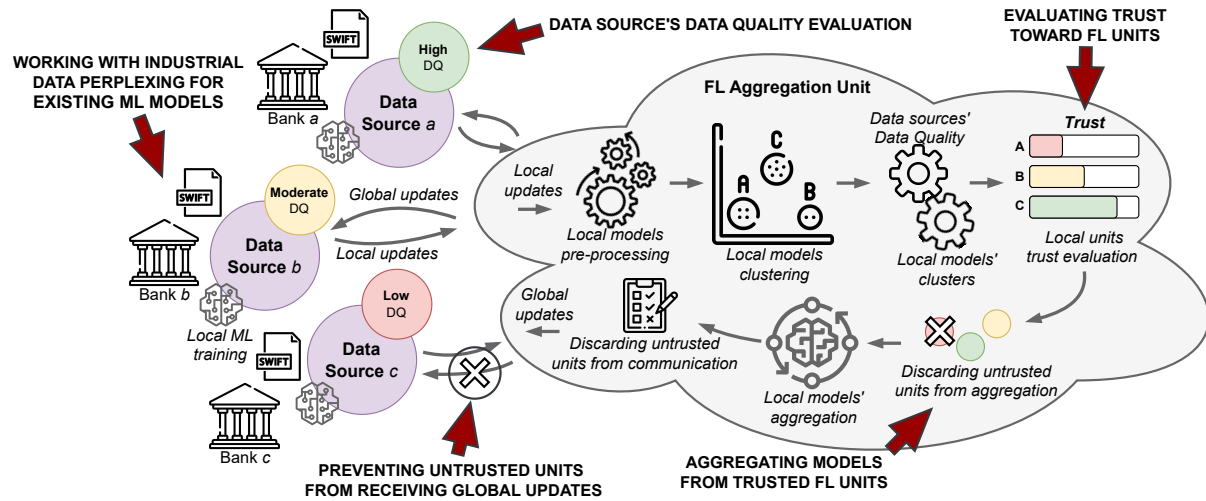 WORKING WITH INDUSTRIAL
DATA PERPLEXING FOR
EXISTING ML MODELS
DATA SOURCE'S DATA QUALITY EVALUATION
EVALUATING TRUST
TOWARD FL UNITS
SWIFT
Bank a
High
DQ
Data
Source a
SWIFT
Bank b
Moderate
DQ
Data
Source b
Global updates
Local updates
Local ML
training
SWIFT
Bank c
Low
DQ
Data
Source c
FL Aggregation Unit
Local
updates
Local models
pre-processing
A
B
C
Local models
clustering
Data sources'
Data Quality
Local models'
clusters
Trust
A
B
C
Local units
trust evaluation
Discarding untrusted
units from aggregation
Local models'
aggregation
Discarding untrusted
units from communication
Global
updates
PREVENTING UNTRUSTED UNITS
FROM RECEIVING GLOBAL UPDATES
AGGREGATING MODELS
FROM TRUSTED FL UNITS